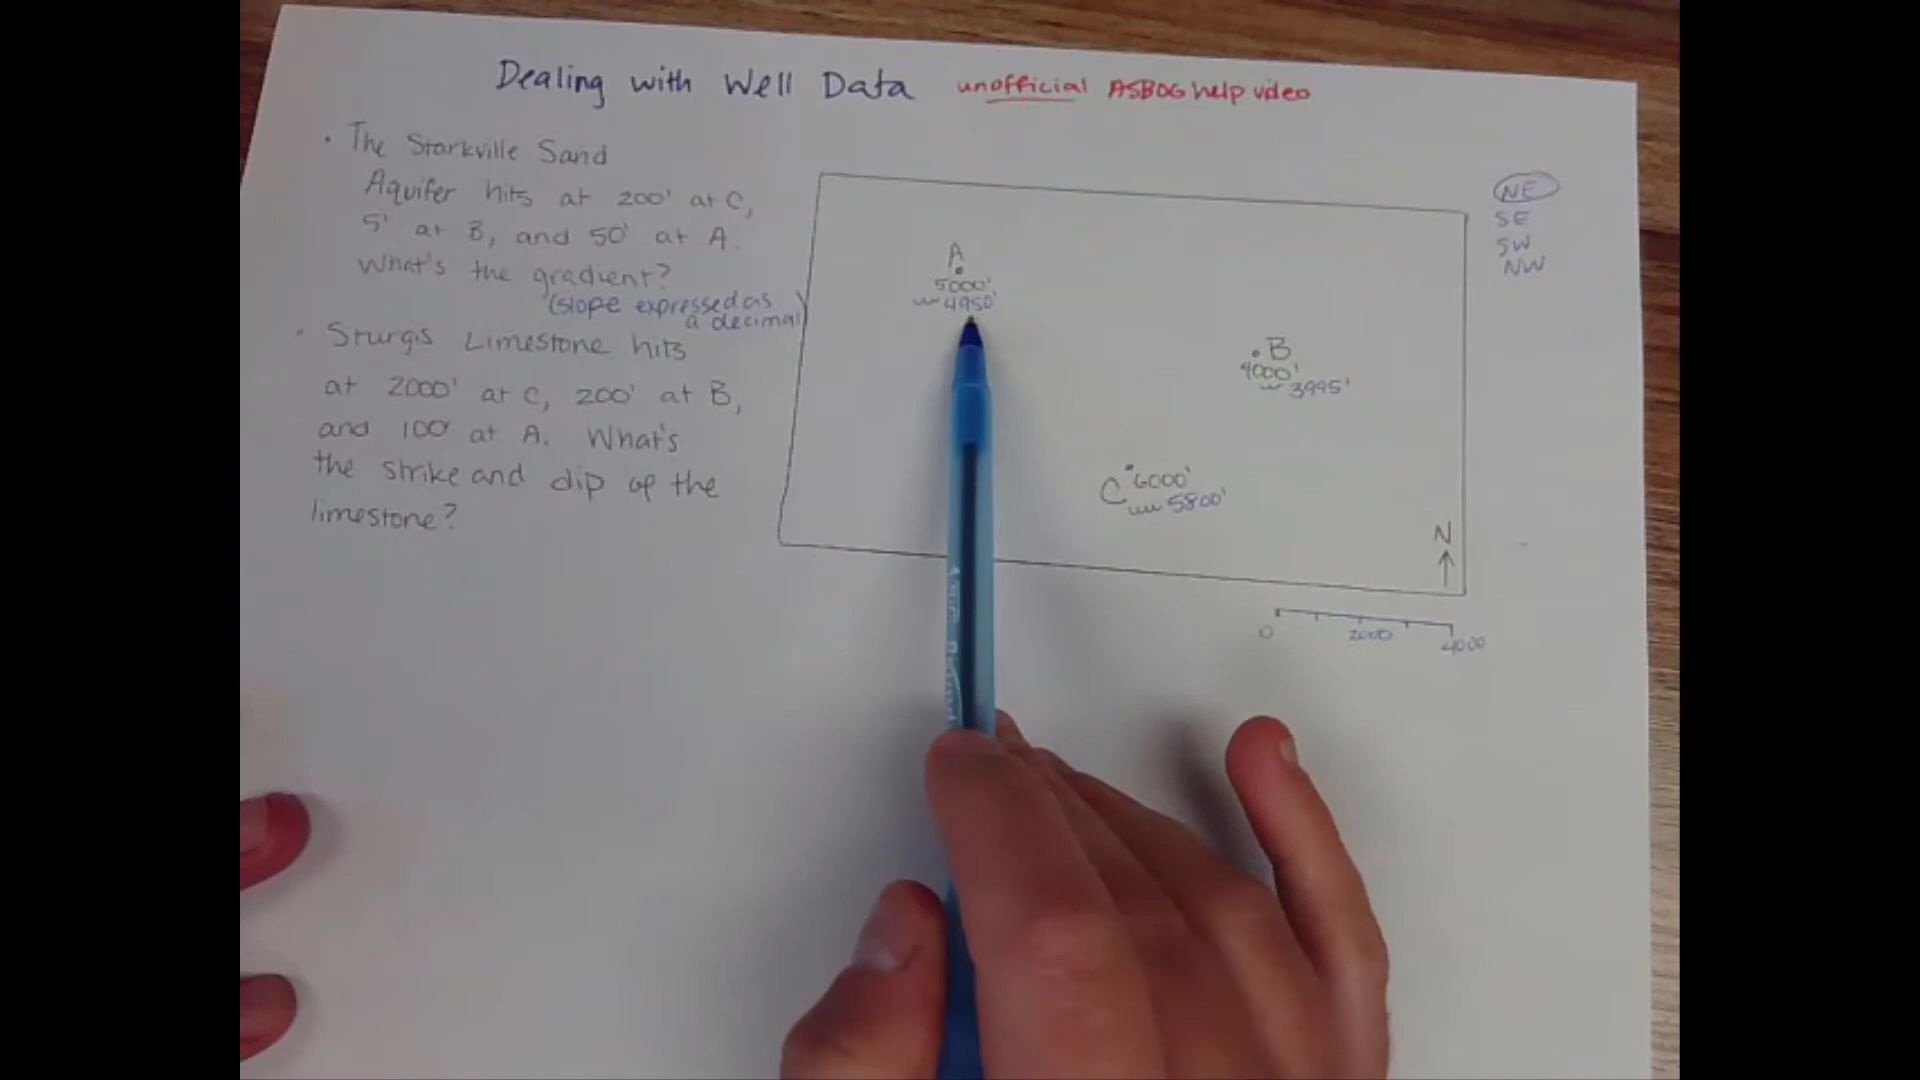 Dealing with Well Data unofficial ASBOG help video
• The Starkville Sand
Aquifer hits at 200' at C,
5' at B, and 50' at A.
What's the gradient?
(slope expressed as
a decimal)
• Sturgis Limestone hits
at 2000' at C, 200' at B,
and 100' at A. What's
the strike and dip of the
limestone?
A
5000'
w 4950'
B
4000'
w 3995'
C 6000'
5800'
N
0 2000 4000
NE
SE
SW
NW